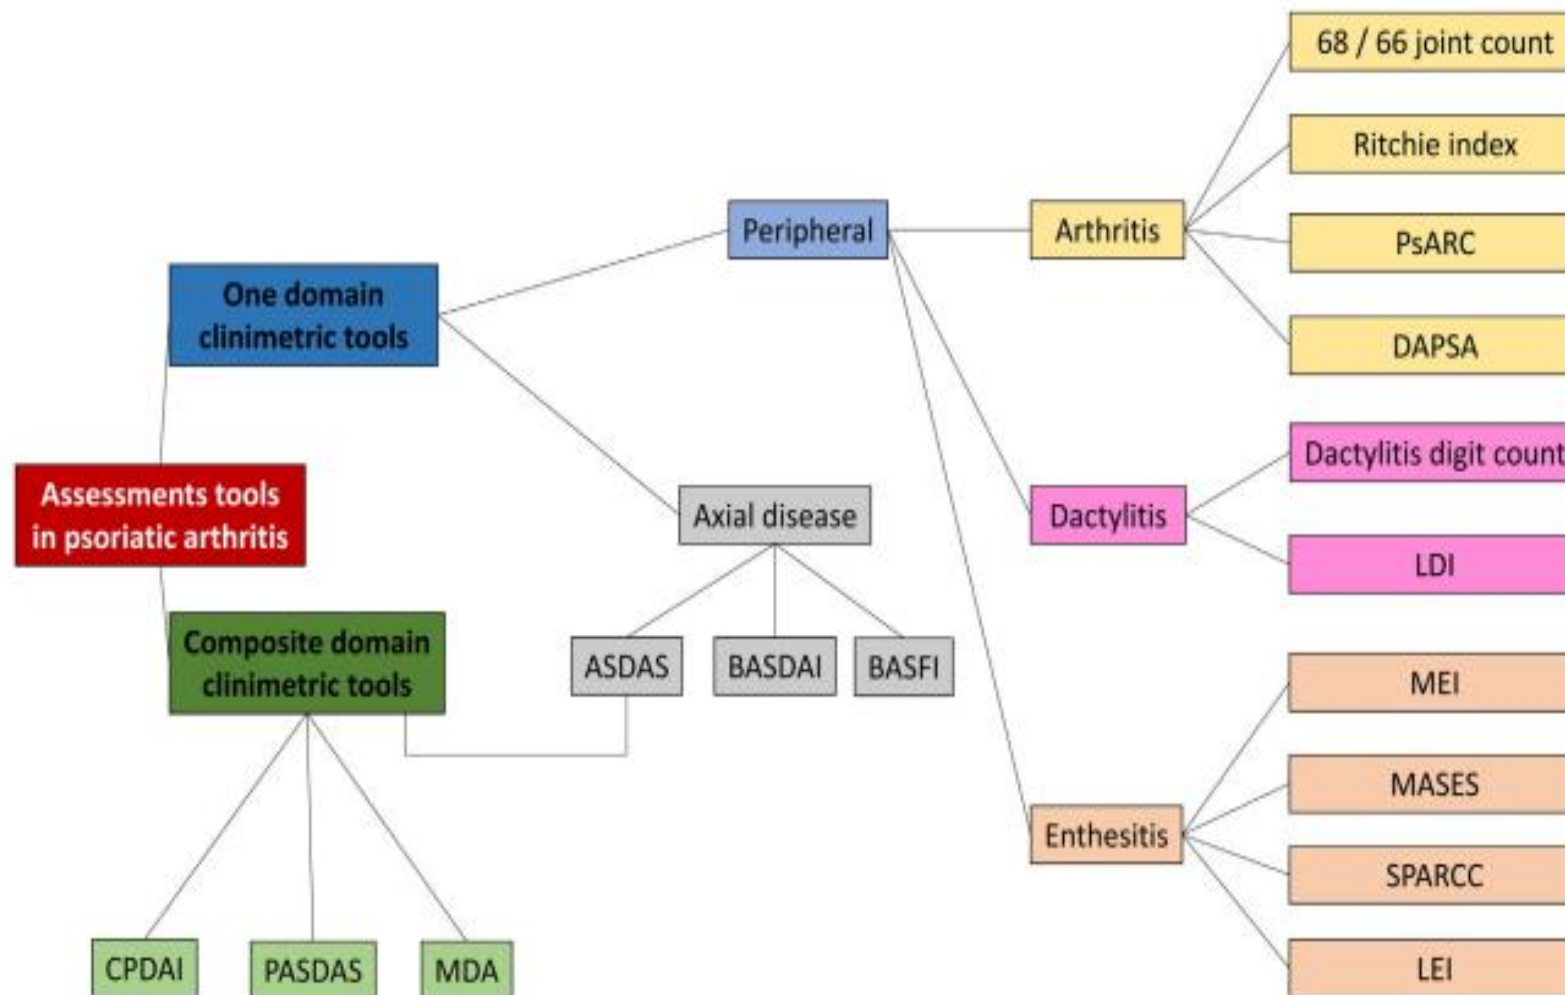 68 / 66 joint count
Ritchie index
Peripheral
Arthritis
PsARC
One domain
clinimetric tools
DAPSA
Dactylitis digit count
Assessments tools
in psoriatic arthritis
Axial disease
Dactylitis
LDI
Composite domain
clinimetric tools
ASDAS
BASDAI
BASFI
MEI
MASES
Enthesitis
SPARCC
CPDAI
PASDAS
MDA
LEI